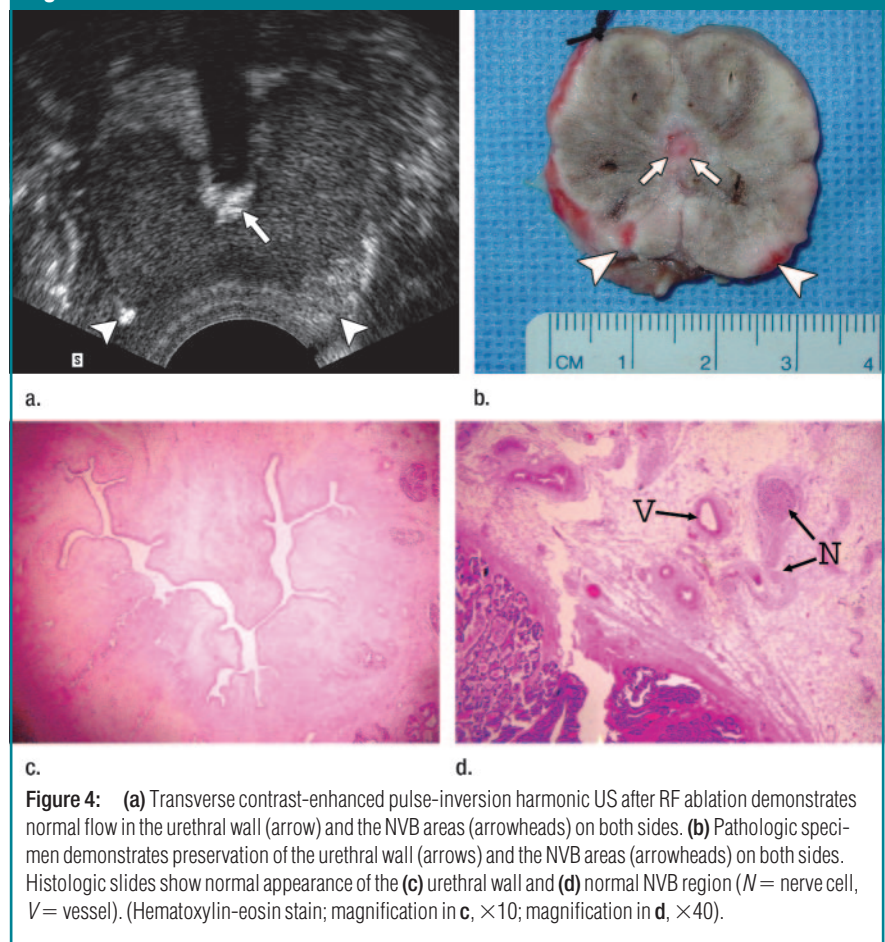 S
CM 1 2 3 4
a.
b.
V
N
c.
d.
Figure 4: (a) Transverse contrast-enhanced pulse-inversion harmonic US after RF ablation demonstrates
normal flow in the urethral wall (arrow) and the NVB areas (arrowheads) on both sides. (b) Pathologic speci-
men demonstrates preservation of the urethral wall (arrows) and the NVB areas (arrowheads) on both sides.
Histologic slides show normal appearance of the (c) urethral wall and (d) normal NVB region (N = nerve cell,
V = vessel). (Hematoxylin-eosin stain; magnification in c, ×10; magnification in d, ×40).